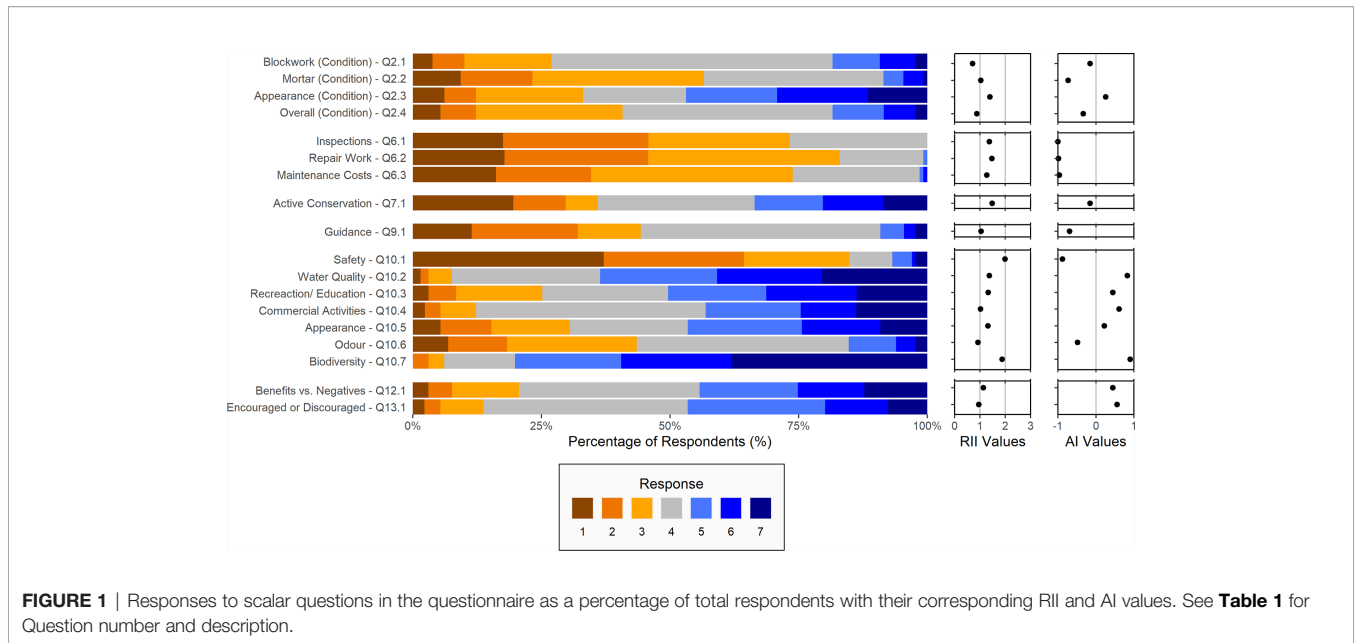 Blockwork (Condition) - Q2.1
Mortar (Condition) - Q2.2
Appearance (Condition) - Q2.3
Overall (Condition) - Q2.4
Inspections - Q6.1
Repair Work - Q6.2
Maintenance Costs - Q6.3
Active Conservation - Q7.1
Guidance - Q9.1
Safety - Q10.1
Water Quality - Q10.2
Recreaction/ Education - Q10.3
Commercial Activities - Q10.4
Appearance - Q10.5
Odour - Q10.6
Biodiversity - Q10.7
Benefits vs. Negatives - Q12.1
Encouraged or Discouraged - Q13.1
0% 25% 50% 75% 100% 0 1 2 3 -1 0 1
Percentage of Respondents (%) RII Values AI Values
Response
1 2 3 4 5 6 7
FIGURE 1 | Responses to scalar questions in the questionnaire as a percentage of total respondents with their corresponding RII and AI values. See Table 1 for
Question number and description.